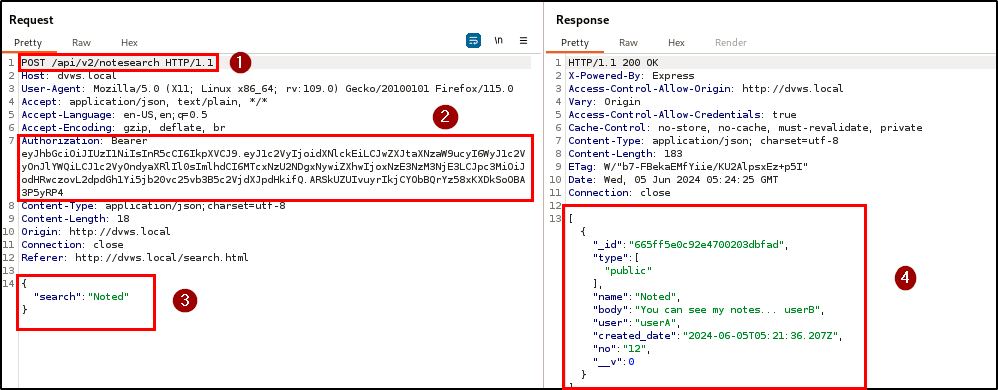 Request
Pretty Raw Hex
\n
1 POST /api/v2/notesearch HTTP/1.1
1
2 Host: dvws.local
3 User-Agent: Mozilla/5.0 (X11; Linux x86_64; rv:109.0) Gecko/20100101 Firefox/115.0
4 Accept: application/json, text/plain, */*
5 Accept-Language: en-US,en;q=0.5
6 Accept-Encoding: gzip, deflate, br
2
7 Authorization: Bearer
8 Content-Type: application/json;charset=utf-8
9 Content-Length: 18
10 Origin: http://dvws.local
11 Connection: close
12 Referer: http://dvws.local/search.html
13
14 {
"search":"Noted"
}
3
Response
Pretty Raw Hex Render
1 HTTP/1.1 200 OK
2 X-Powered-By: Express
3 Access-Control-Allow-Origin: http://dvws.local
4 Vary: Origin
5 Access-Control-Allow-Credentials: true
6 Cache-Control: no-store, no-cache, must-revalidate, private
7 Content-Type: application/json; charset=utf-8
8 Content-Length: 183
9 ETag: W/"b7-FBekaEMfYiie/KU2AlpsxEz+p5I"
10 Date: Wed, 05 Jun 2024 05:24:25 GMT
11 Connection: close
12
13 [
{
"_id":"665ff5e0c92e4700203dbfad",
"type":[
"public"
],
"name":"Noted",
"body":"You can see my notes... userB",
"user":"userA",
"created_date":"2024-06-05T05:21:36.207Z",
"no":"12",
"__v":0
}
]
4